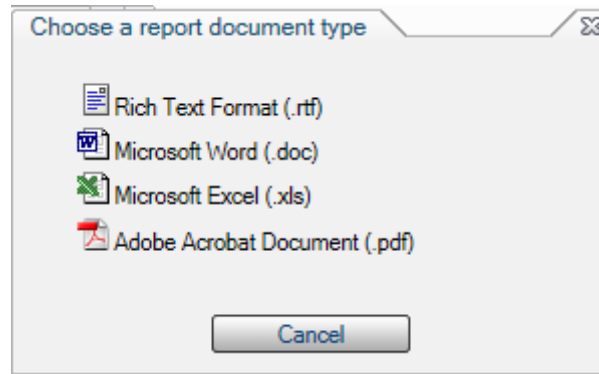 Choose a report document type
Rich Text Format (.rtf)
Microsoft Word (.doc)
Microsoft Excel (.xls)
Adobe Acrobat Document (.pdf)
Cancel